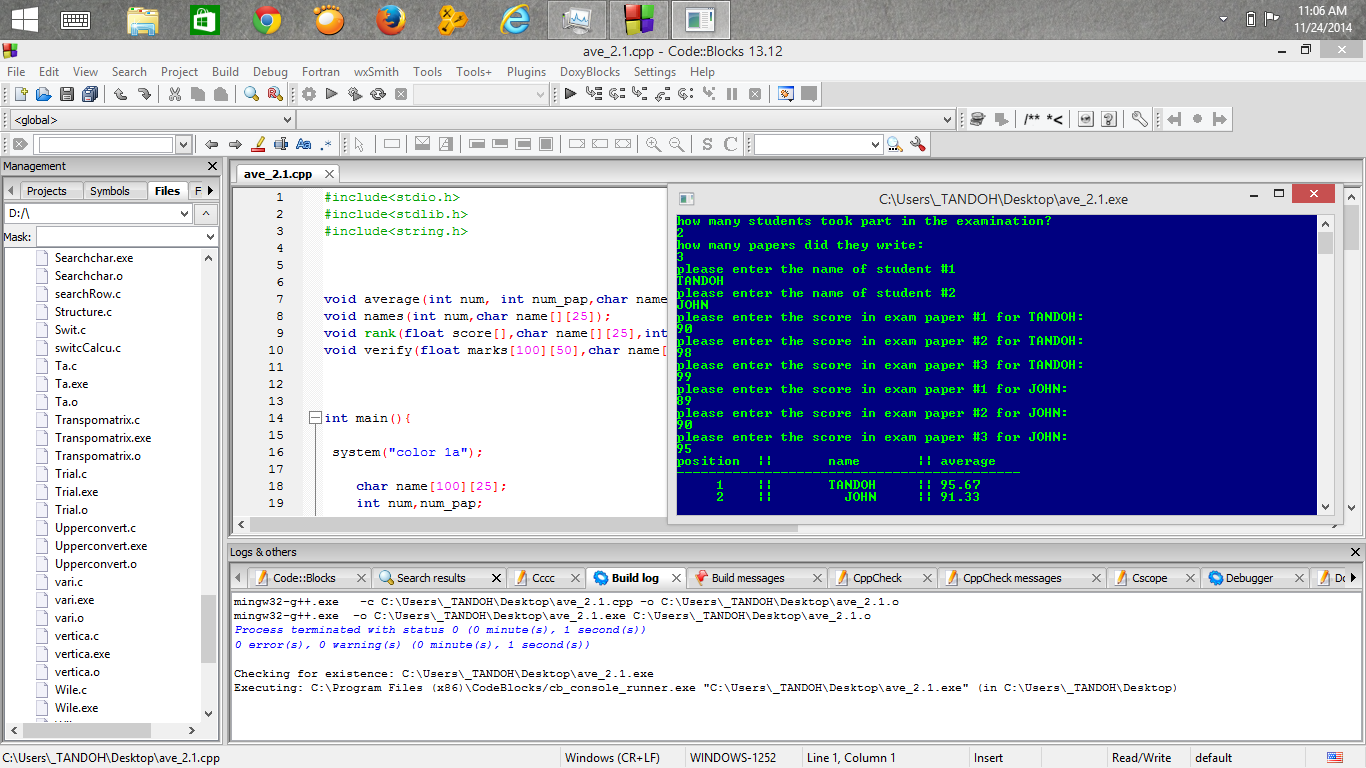 11:06 AM
11/24/2014
ave_2.1.cpp - Code::Blocks 13.12
File Edit View Search Project Build Debug Fortran wxSmith Tools Tools+ Plugins DoxyBlocks Settings Help
<global>
/** *<
Aa .*
S C
Management
Projects Symbols Files F
D:/\
Mask:
Searchchar.exe
Searchchar.o
searchRow.c
Structure.c
Swit.c
switcCalcu.c
Ta.c
Ta.exe
Ta.o
Transpomatrix.c
Transpomatrix.exe
Transpomatrix.o
Trial.c
Trial.exe
Trial.o
Upperconvert.c
Upperconvert.exe
Upperconvert.o
vari.c
vari.exe
vari.o
vertica.c
vertica.exe
vertica.o
Wile.c
Wile.exe
ave_2.1.cpp
1 #include<stdio.h>
2 #include<stdlib.h>
3 #include<string.h>
4
5
6
7 void average(int num, int num_pap,char name
8 void names(int num,char name[][25]);
9 void rank(float score[],char name[][25],int
10 void verify(float marks[100][50],char name[
11
12
13
14 int main(){
15
16 system("color 1a");
17
18 char name[100][25];
19 int num,num_pap;
C:\Users\_TANDOH\Desktop\ave_2.1.exe
how many students took part in the examination?
2
how many papers did they write:
3
please enter the name of student #1
TANDOH
please enter the name of student #2
JOHN
please enter the score in exam paper #1 for TANDOH:
90
please enter the score in exam paper #2 for TANDOH:
98
please enter the score in exam paper #3 for TANDOH:
99
please enter the score in exam paper #1 for JOHN:
89
please enter the score in exam paper #2 for JOHN:
90
please enter the score in exam paper #3 for JOHN:
95
position || name || average
-------------------------------------------
1 || TANDOH || 95.67
2 || JOHN || 91.33
Logs & others
Code::Blocks Search results Cccc Build log Build messages CppCheck CppCheck messages Cscope Debugger Do
mingw32-g++.exe -c C:\Users\_TANDOH\Desktop\ave_2.1.cpp -o C:\Users\_TANDOH\Desktop\ave_2.1.o
mingw32-g++.exe -o C:\Users\_TANDOH\Desktop\ave_2.1.exe C:\Users\_TANDOH\Desktop\ave_2.1.o
Process terminated with status 0 (0 minute(s), 1 second(s))
0 error(s), 0 warning(s) (0 minute(s), 1 second(s))
Checking for existence: C:\Users\_TANDOH\Desktop\ave_2.1.exe
Executing: C:\Program Files (x86)\CodeBlocks/cb_console_runner.exe "C:\Users\_TANDOH\Desktop\ave_2.1.exe" (in C:\Users\_TANDOH\Desktop)
C:\Users\_TANDOH\Desktop\ave_2.1.cpp Windows (CR+LF) WINDOWS-1252 Line 1, Column 1 Insert Read/Write default